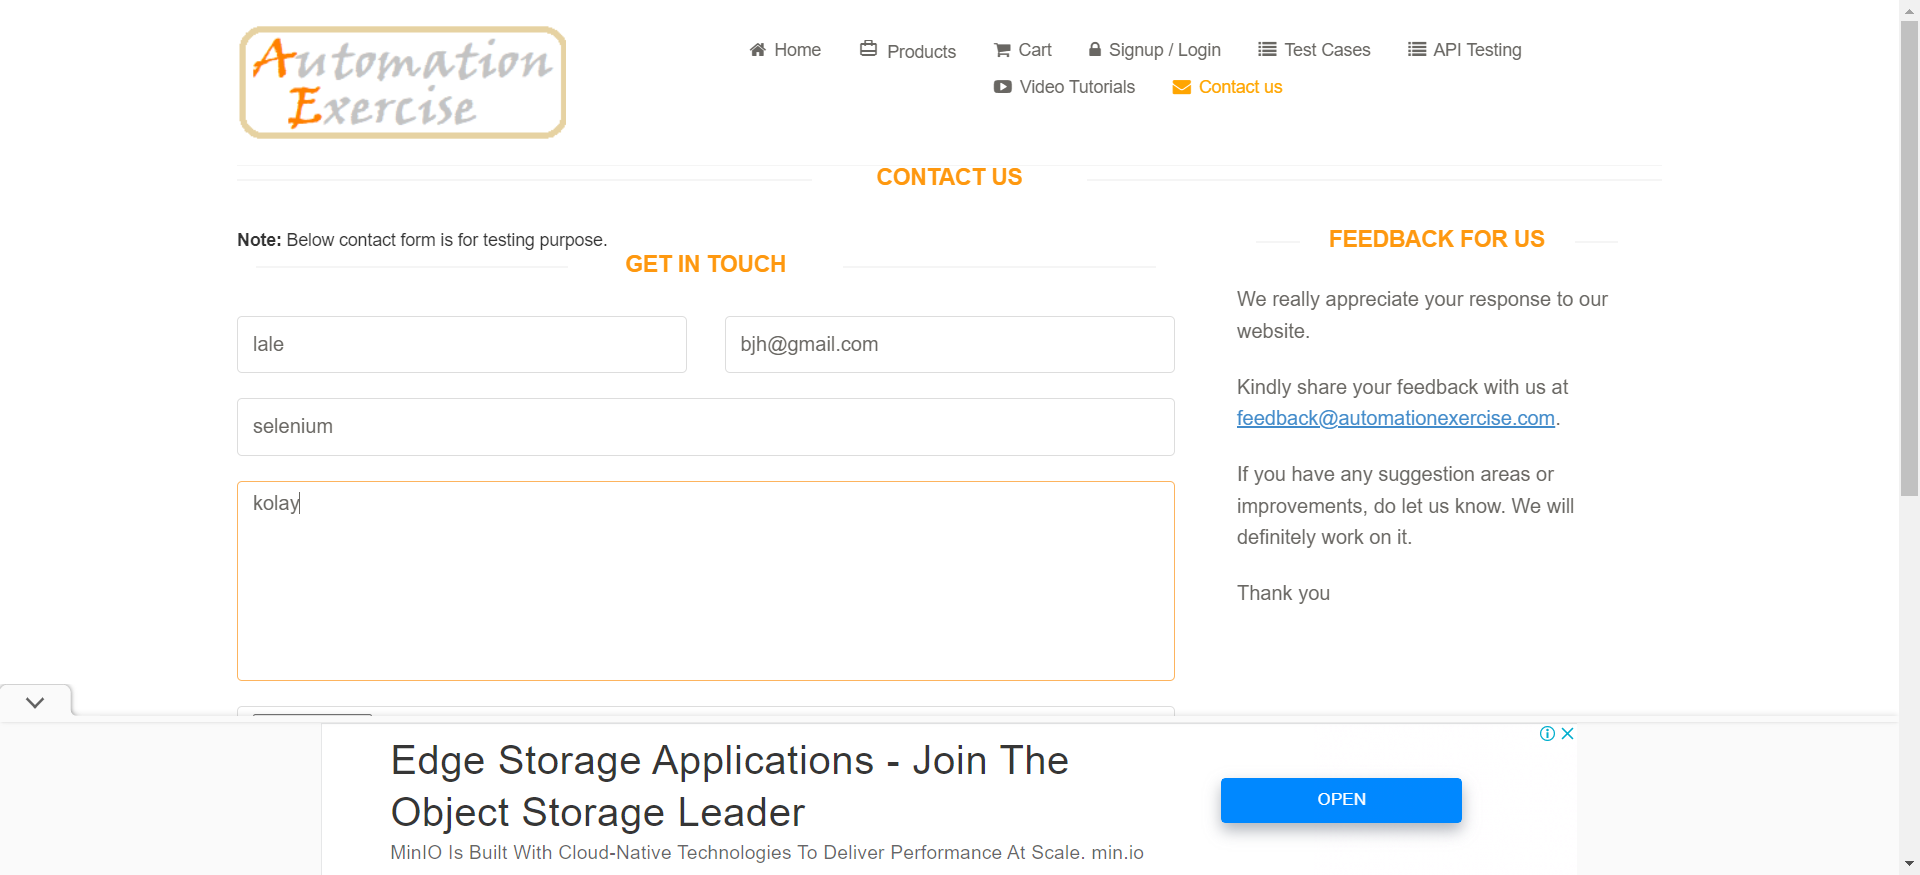 Automation
Exercise
Home
Products
Cart
Signup / Login
Test Cases
API Testing
Video Tutorials
Contact us
CONTACT US
Note: Below contact form is for testing purpose.
GET IN TOUCH
lale
bjh@gmail.com
selenium
kolay
FEEDBACK FOR US
We really appreciate your response to our
website.
Kindly share your feedback with us at
feedback@automationexercise.com.
If you have any suggestion areas or
improvements, do let us know. We will
definitely work on it.
Thank you
Edge Storage Applications - Join The
Object Storage Leader
MinIO Is Built With Cloud-Native Technologies To Deliver Performance At Scale. min.io
OPEN